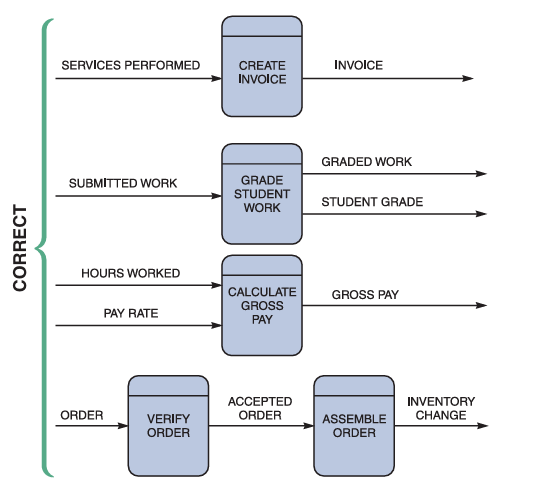 CORRECT
SERVICES PERFORMED
CREATE
INVOICE
INVOICE
SUBMITTED WORK
GRADE
STUDENT
WORK
GRADED WORK
STUDENT GRADE
HOURS WORKED
PAY RATE
CALCULATE
GROSS
PAY
GROSS PAY
ORDER
VERIFY
ORDER
ACCEPTED
ORDER
ASSEMBLE
ORDER
INVENTORY
CHANGE